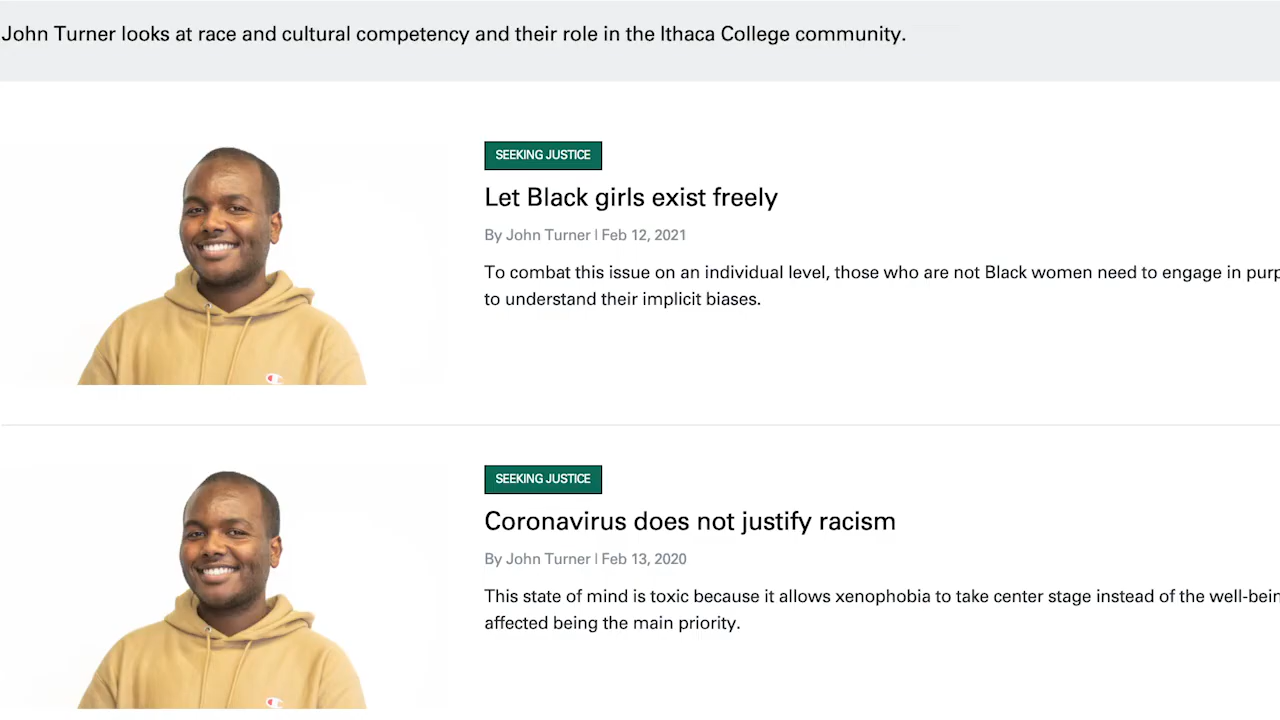 John Turner looks at race and cultural competency and their role in the Ithaca College community.
SEEKING JUSTICE
Let Black girls exist freely
By John Turner | Feb 12, 2021
To combat this issue on an individual level, those who are not Black women need to engage in
to understand their implicit biases.
SEEKING JUSTICE
Coronavirus does not justify racism
By John Turner | Feb 13, 2020
This state of mind is toxic because it allows xenophobia to take center stage instead of the
affected being the main priority.